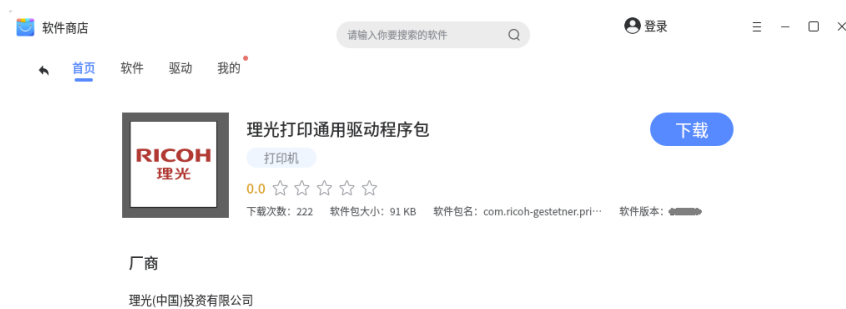 软件商店
请输入你要搜索的软件
登录
首页 软件 驱动 我的
RICOH
理光
理光打印通用驱动程序包
下载
打印机
0.0
下载次数：222 软件包大小：91 KB 软件包名：com.ricoh-gestetner.pri··· 软件版本：
厂商
理光(中国)投资有限公司